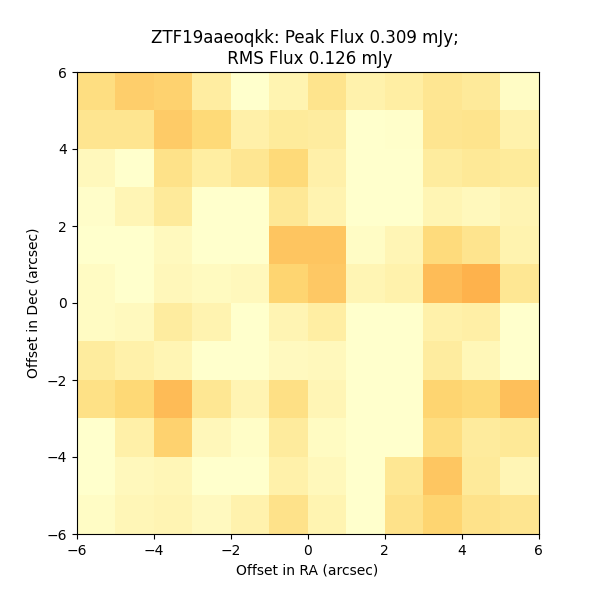 ZTF19aaeoqkk: Peak Flux 0.309 mJy;
RMS Flux 0.126 mJy
6
4
2
0
−2
−4
−6
Offset in Dec (arcsec)
−6 −4 −2 0 2 4 6
Offset in RA (arcsec)